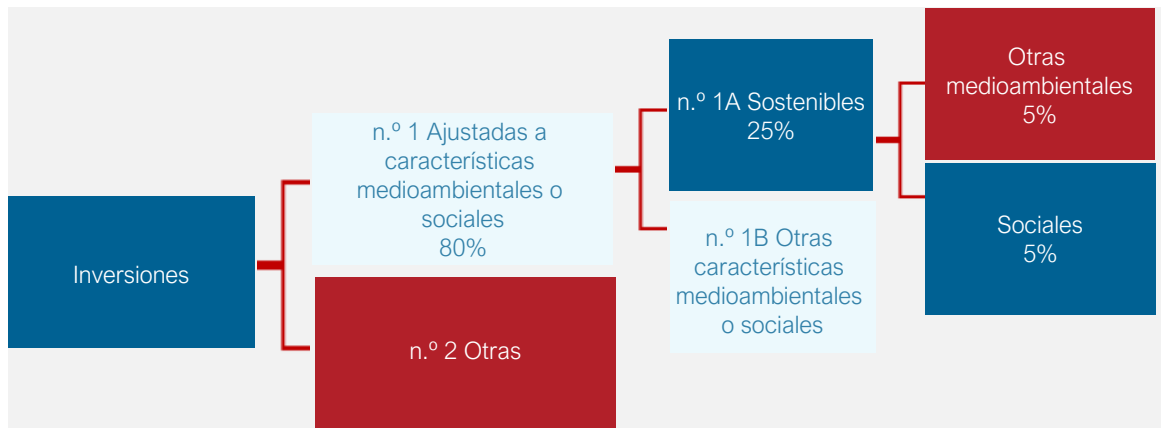 Inversiones
n.º 1 Ajustadas a
características
medioambientales o
sociales
80%
n.º 2 Otras
n.º 1A Sostenibles
25%
n.º 1B Otras
características
medioambientales
o sociales
Otras
medioambientales
5%
Sociales
5%